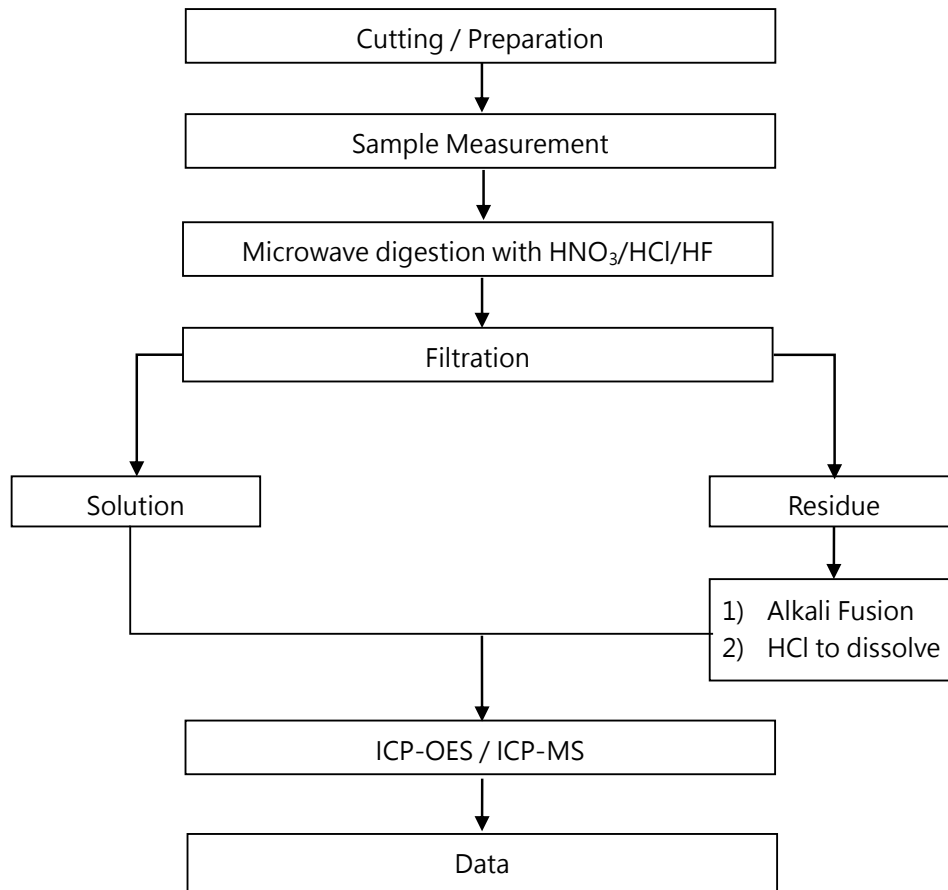 Cutting / Preparation
Sample Measurement
Microwave digestion with HNO₃/HCl/HF
Filtration
Solution
Residue
1) Alkali Fusion
2) HCl to dissolve
ICP-OES / ICP-MS
Data